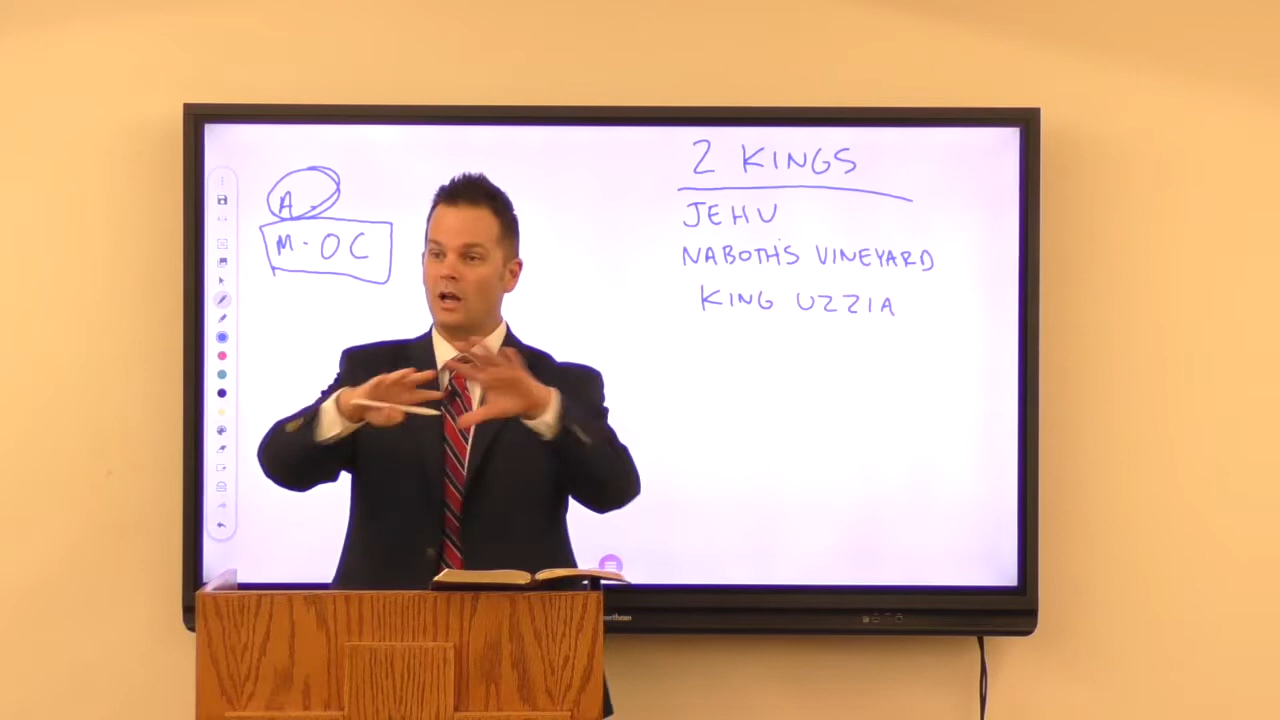 A.
M. OC
2 KINGS
JEHU
NABOTH'S VINEYARD
KING UZZIA